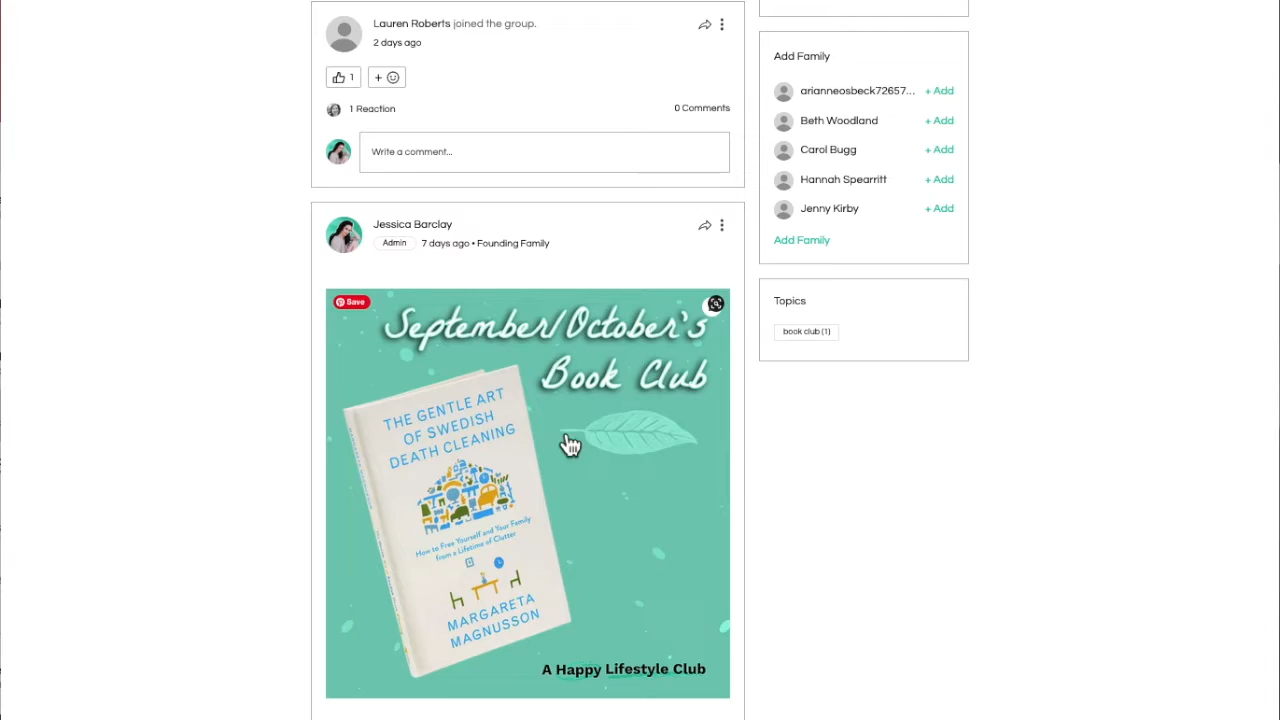 Lauren Roberts joined the group.
2 days ago
1
+
1 Reaction
0 Comments
Write a comment...
Jessica Barclay
Admin
7 days ago • Founding Family
Save
September/October's
Book Club
THE GENTLE ART
OF SWEDISH
DEATH CLEANING
How to Free Yourself and Your Family
from a Lifetime of Clutter
MARGARETA
MAGNUSSON
A Happy Lifestyle Club
Add Family
arianneosbeck72657...
+ Add
Beth Woodland
+ Add
Carol Bugg
+ Add
Hannah Spearritt
+ Add
Jenny Kirby
+ Add
Add Family
Topics
book club (1)